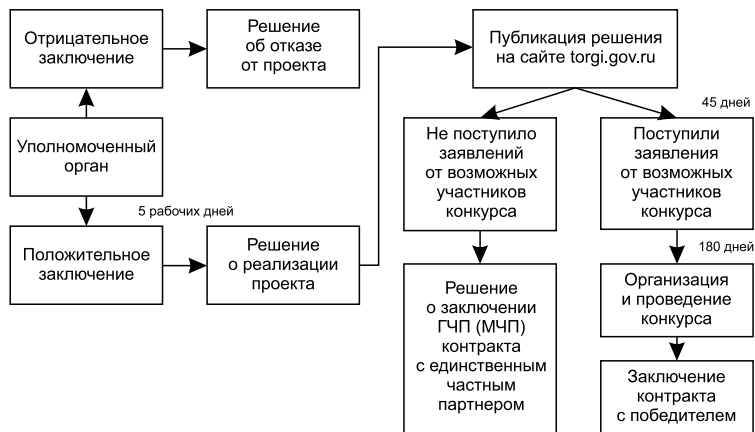 Отрицательное
заключение
Решение
об отказе
от проекта
Публикация решения
на сайте torgi.gov.ru
Уполномоченный
орган
5 рабочих дней
Положительное
заключение
Решение
о реализации
проекта
45 дней
Не поступило
заявлений
от возможных
участников
конкурса
Поступили
заявления
от возможных
участников
конкурса
180 дней
Решение
о заключении
ГЧП (МЧП)
контракта
с единственным
частным
партнером
Организация
и проведение
конкурса
Заключение
контракта
с победителем